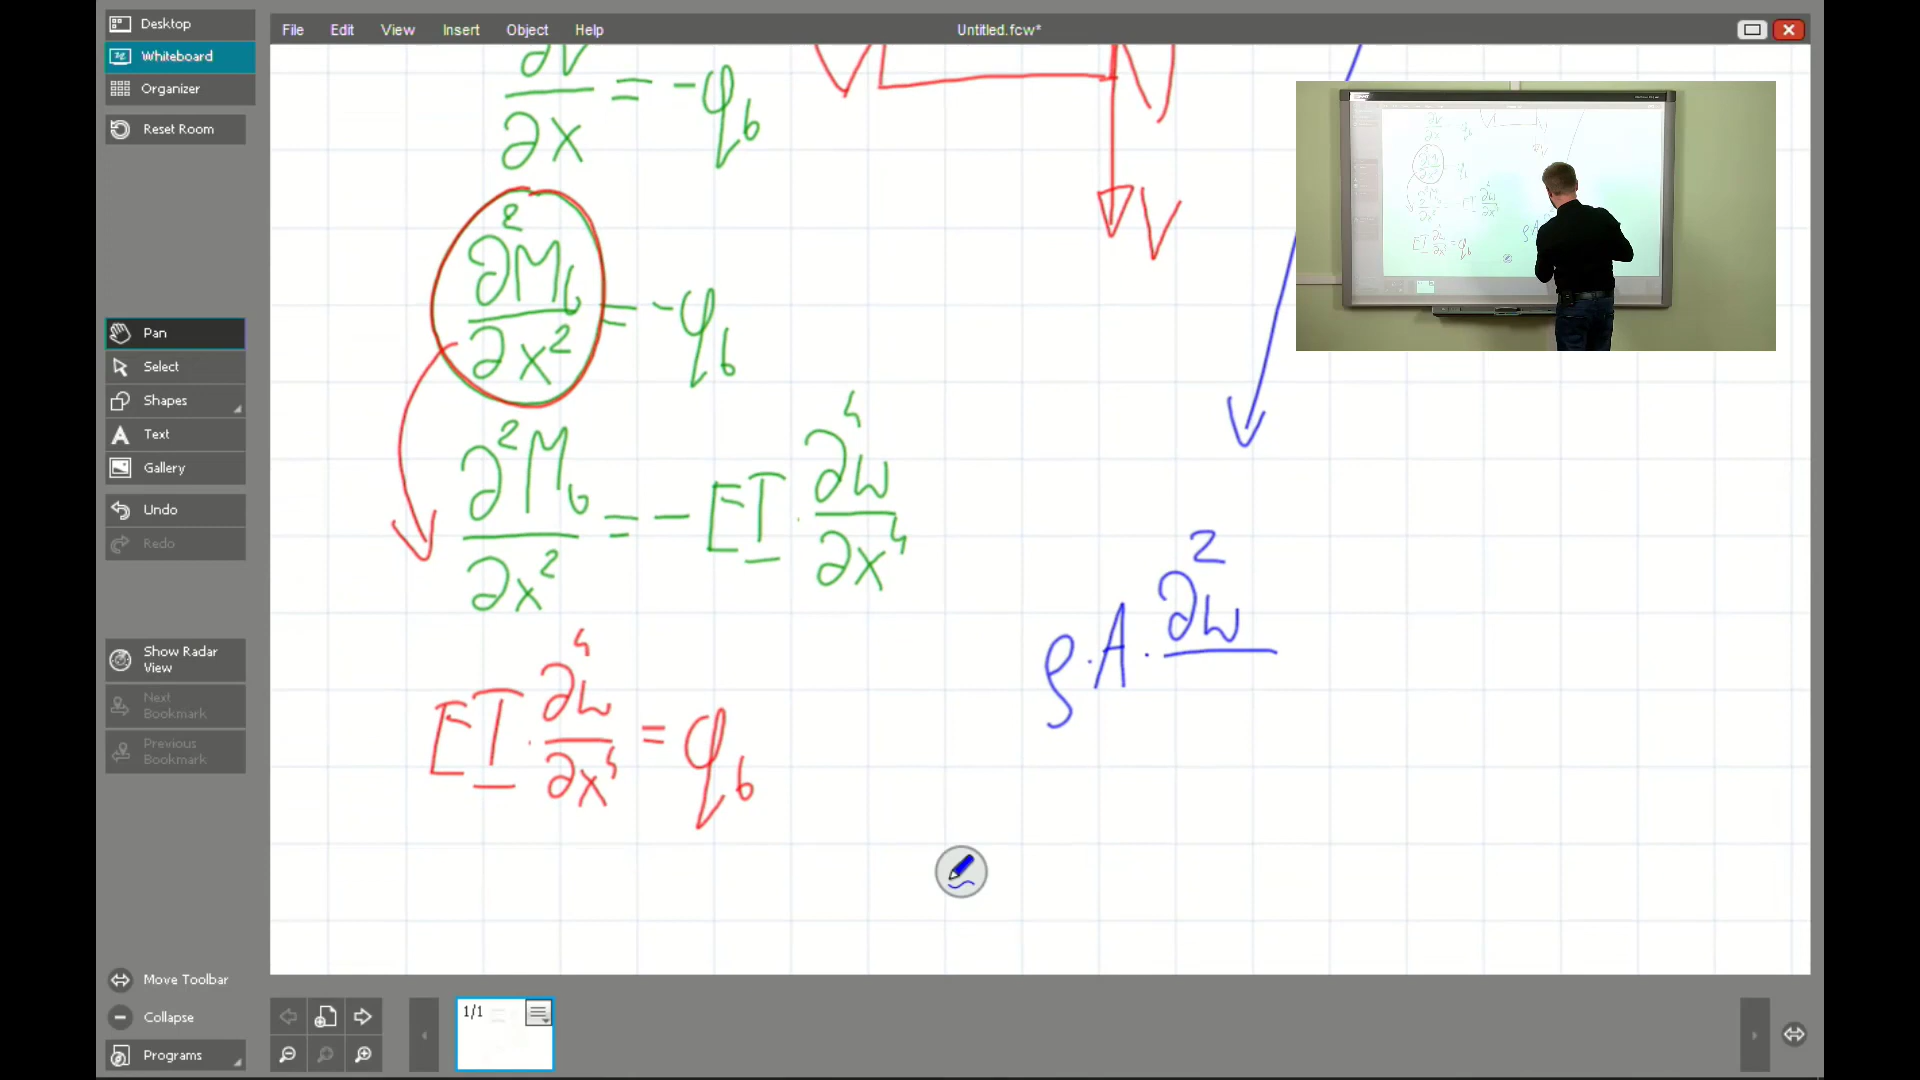 Desktop
Whiteboard
Organizer
Reset Room
Pan
Select
Shapes
Text
Gallery
Undo
Redo
Show Radar
View
Next
Bookmark
Previous
Bookmark
Move Toolbar
Collapse
Programs
File Edit View Insert Object Help Untitled.fcw*
∂V/∂x = -q_b
∂²M_b/∂x² = -q_b
∂²M_b/∂x² = -EI · ∂⁴w/∂x⁴
EI · ∂⁴w/∂x⁴ = q_b
V
ρ·A·∂²w
1/1